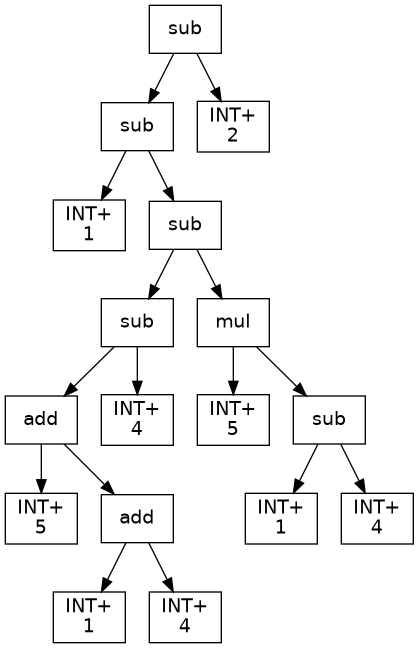 sub
sub
INT+
2
INT+
1
sub
sub
mul
add
INT+
4
INT+
5
sub
INT+
5
add
INT+
1
INT+
4
INT+
1
INT+
4